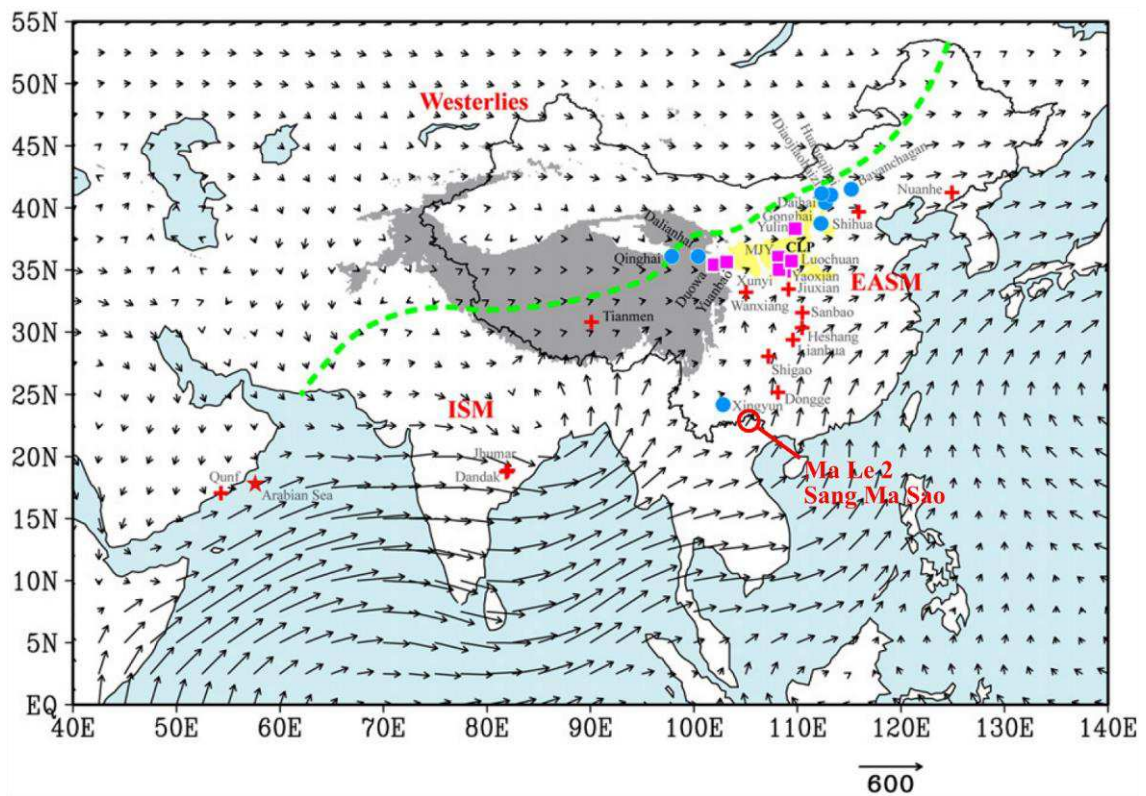 55N
50N
45N
40N
35N
30N
25N
20N
15N
10N
5N
EQ
40E 50E 60E 70E 80E 90E 100E 110E 120E 130E 140E
600
Westerlies
ISM
EASM
Huangqihai
Bayanchagan
Daihai
Gonghai
Yulin
Nuanhe
Shihua
Dalianhai
Qinghai
Duowa
Yuanbao
MJY
CLP
Luochuan
Xunyi
Yaoxian
Jiuxian
Wanxiang
Sanbao
Heshang
Lianhua
Shigao
Dongge
Xingyun
Tianmen
Jhumar
Dandak
Qunf
Arabian Sea
Ma Le 2
Sang Ma Sao